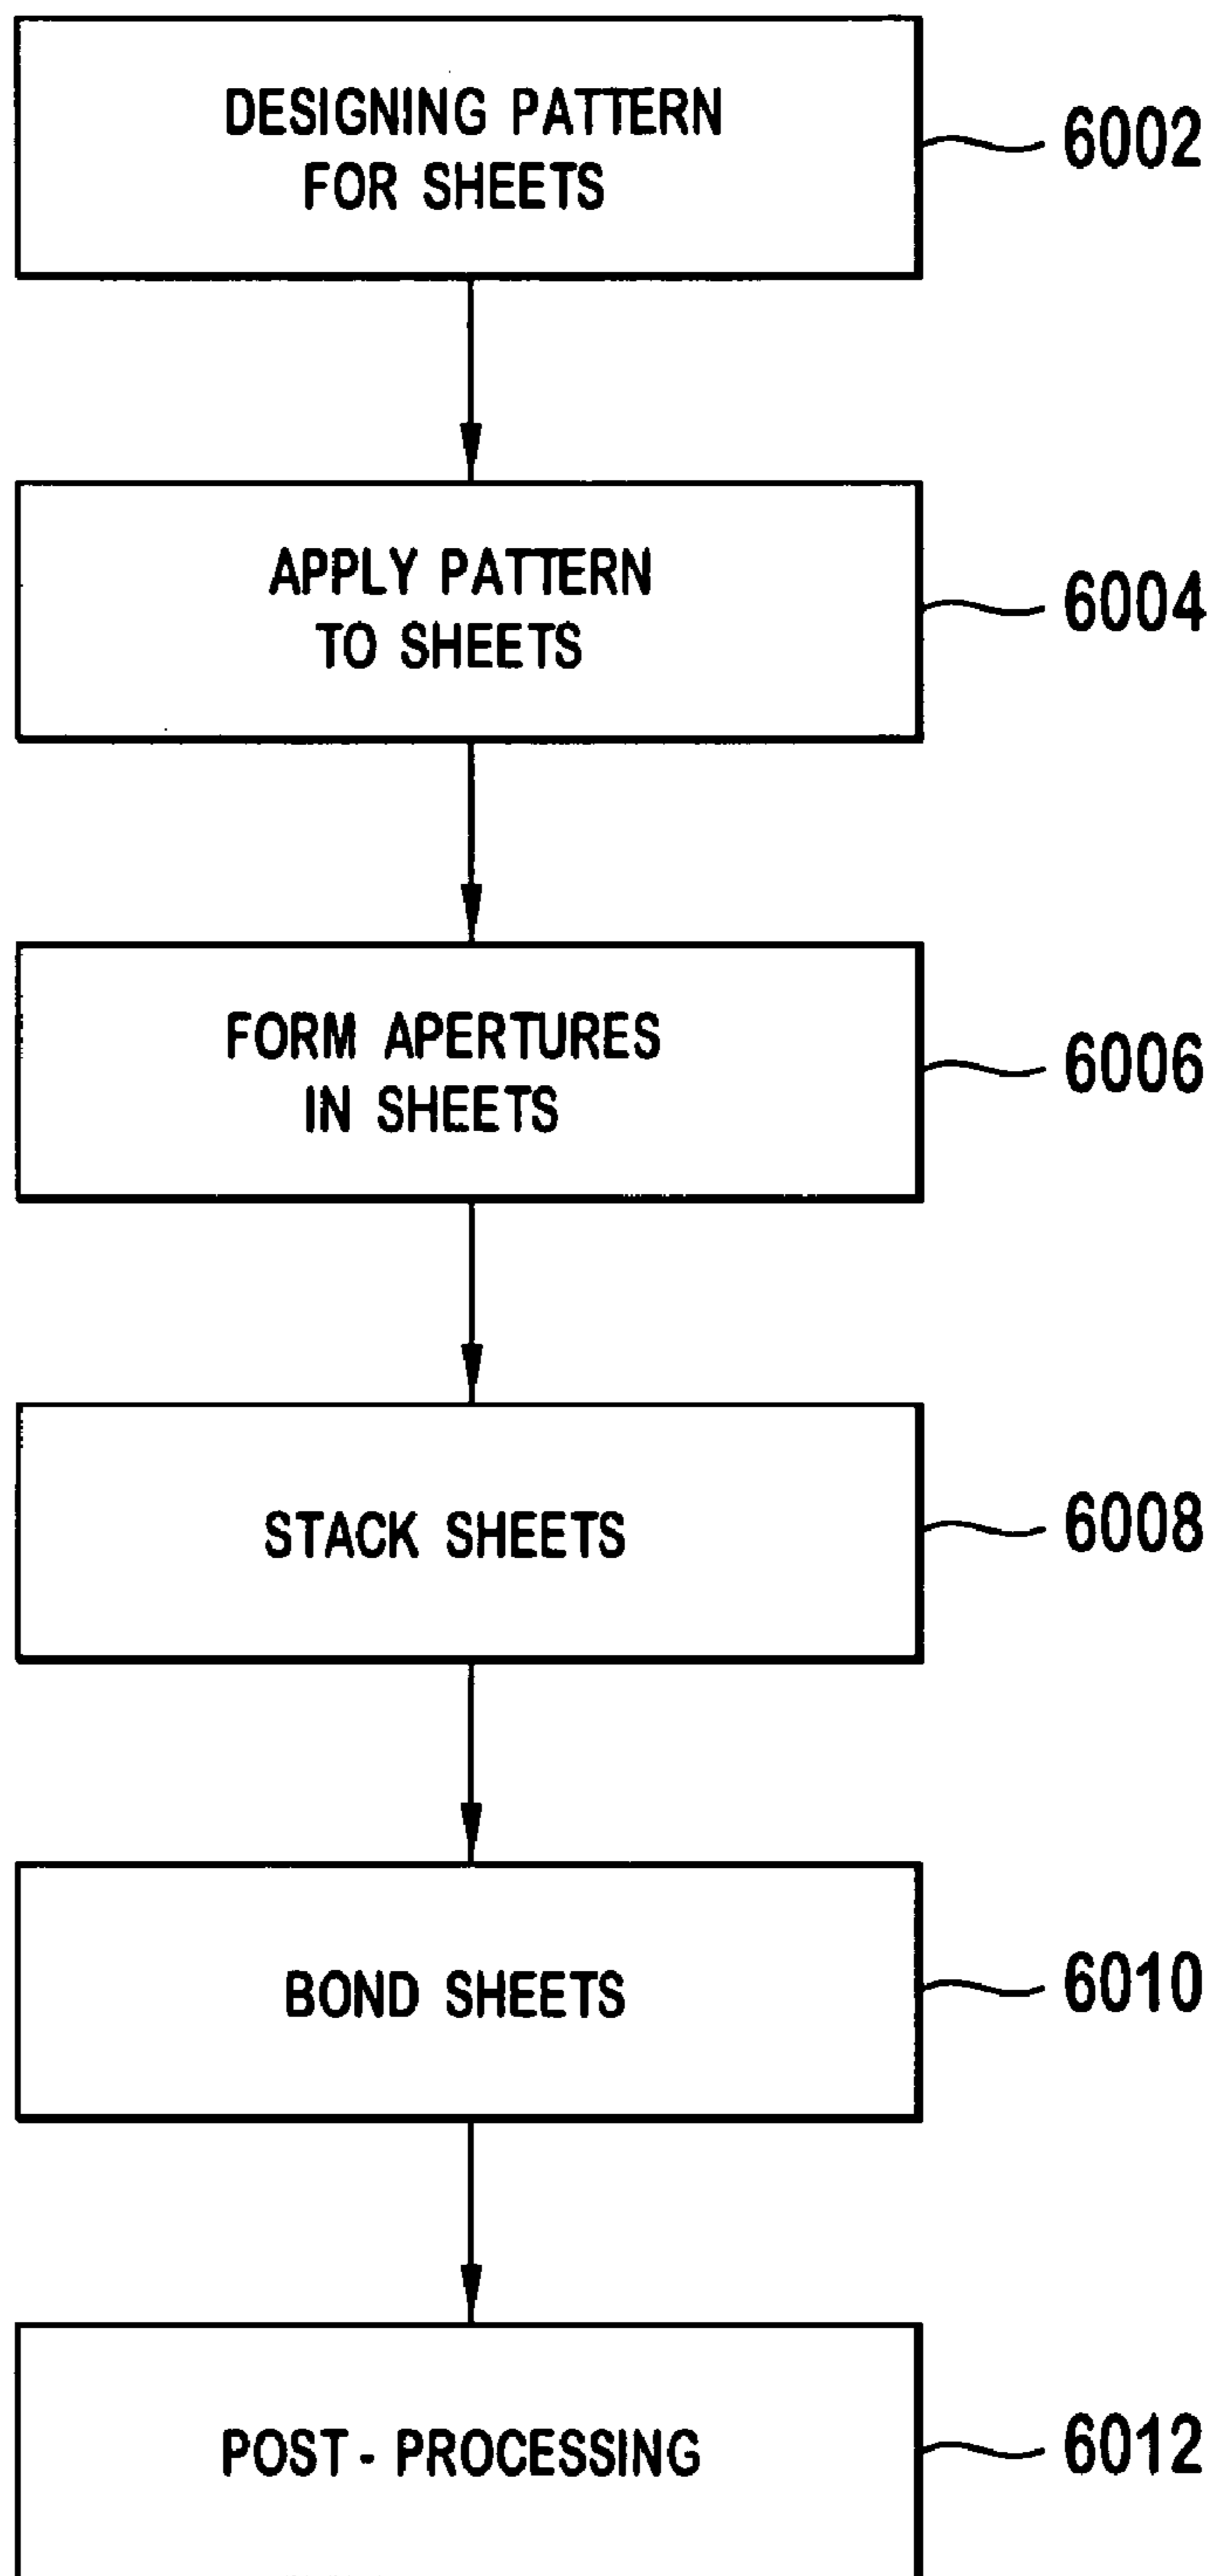 DESIGNING PATTERN
FOR SHEETS
6002
APPLY PATTERN
TO SHEETS
6004
FORM APERTURES
IN SHEETS
6006
STACK SHEETS
6008
BOND SHEETS
6010
POST - PROCESSING
6012